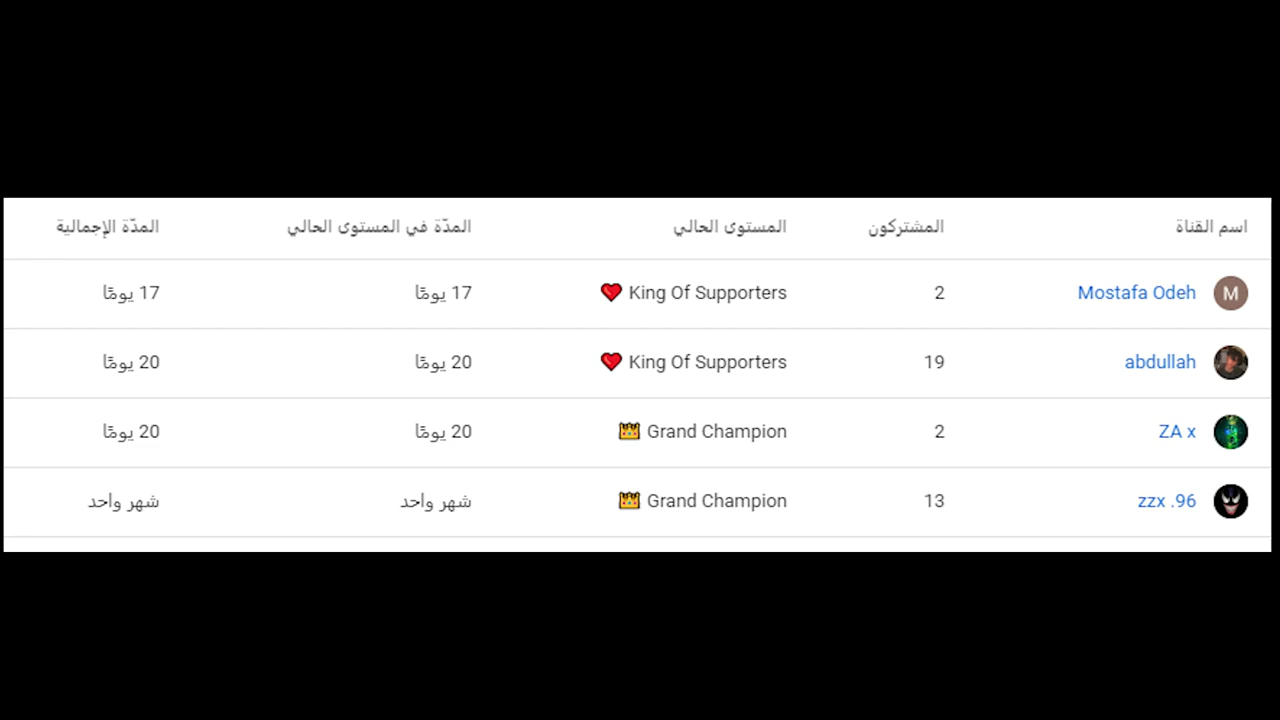 اسم القناة المشتركون المستوى الحالي المدّة في المستوى الحالي المدّة الإجمالية
M Mostafa Odeh 2 King Of Supporters ❤️ 17 يومًا 17 يومًا
abdullah 19 King Of Supporters ❤️ 20 يومًا 20 يومًا
ZA x 2 Grand Champion 👑 20 يومًا 20 يومًا
zzx .96 13 Grand Champion 👑 شهر واحد شهر واحد